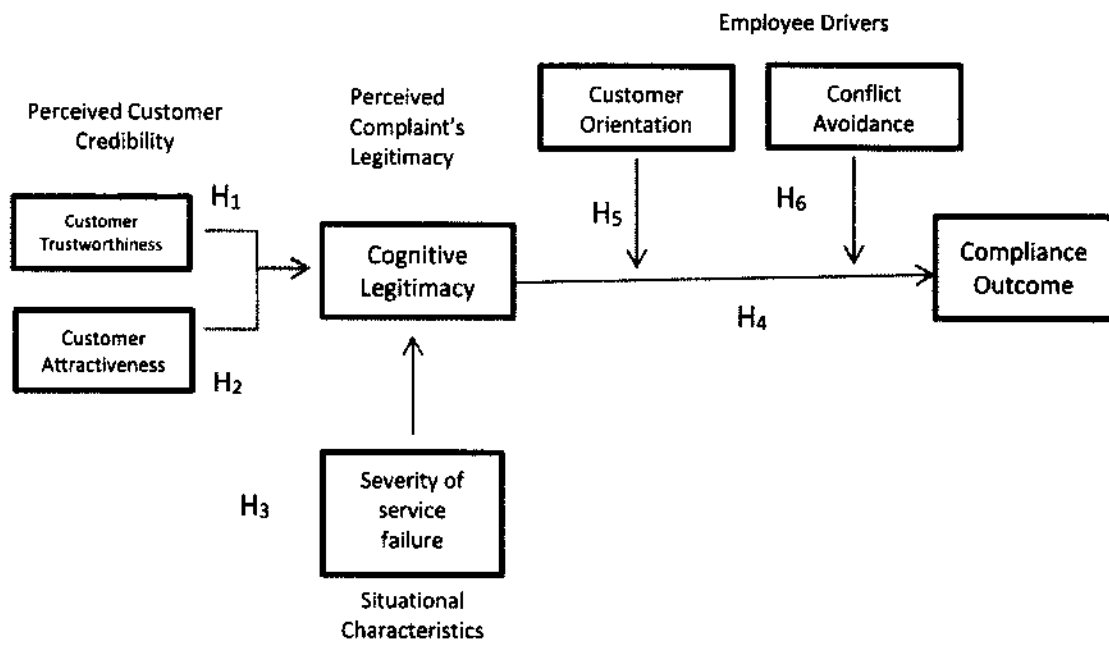 Employee Drivers
Perceived Customer
Credibility
Perceived
Complaint's
Legitimacy
Customer
Orientation
Conflict
Avoidance
H1
Customer
Trustworthiness
H5
H6
Cognitive
Legitimacy
Compliance
Outcome
Customer
Attractiveness
H2
H4
H3
Severity of
service
failure
Situational
Characteristics